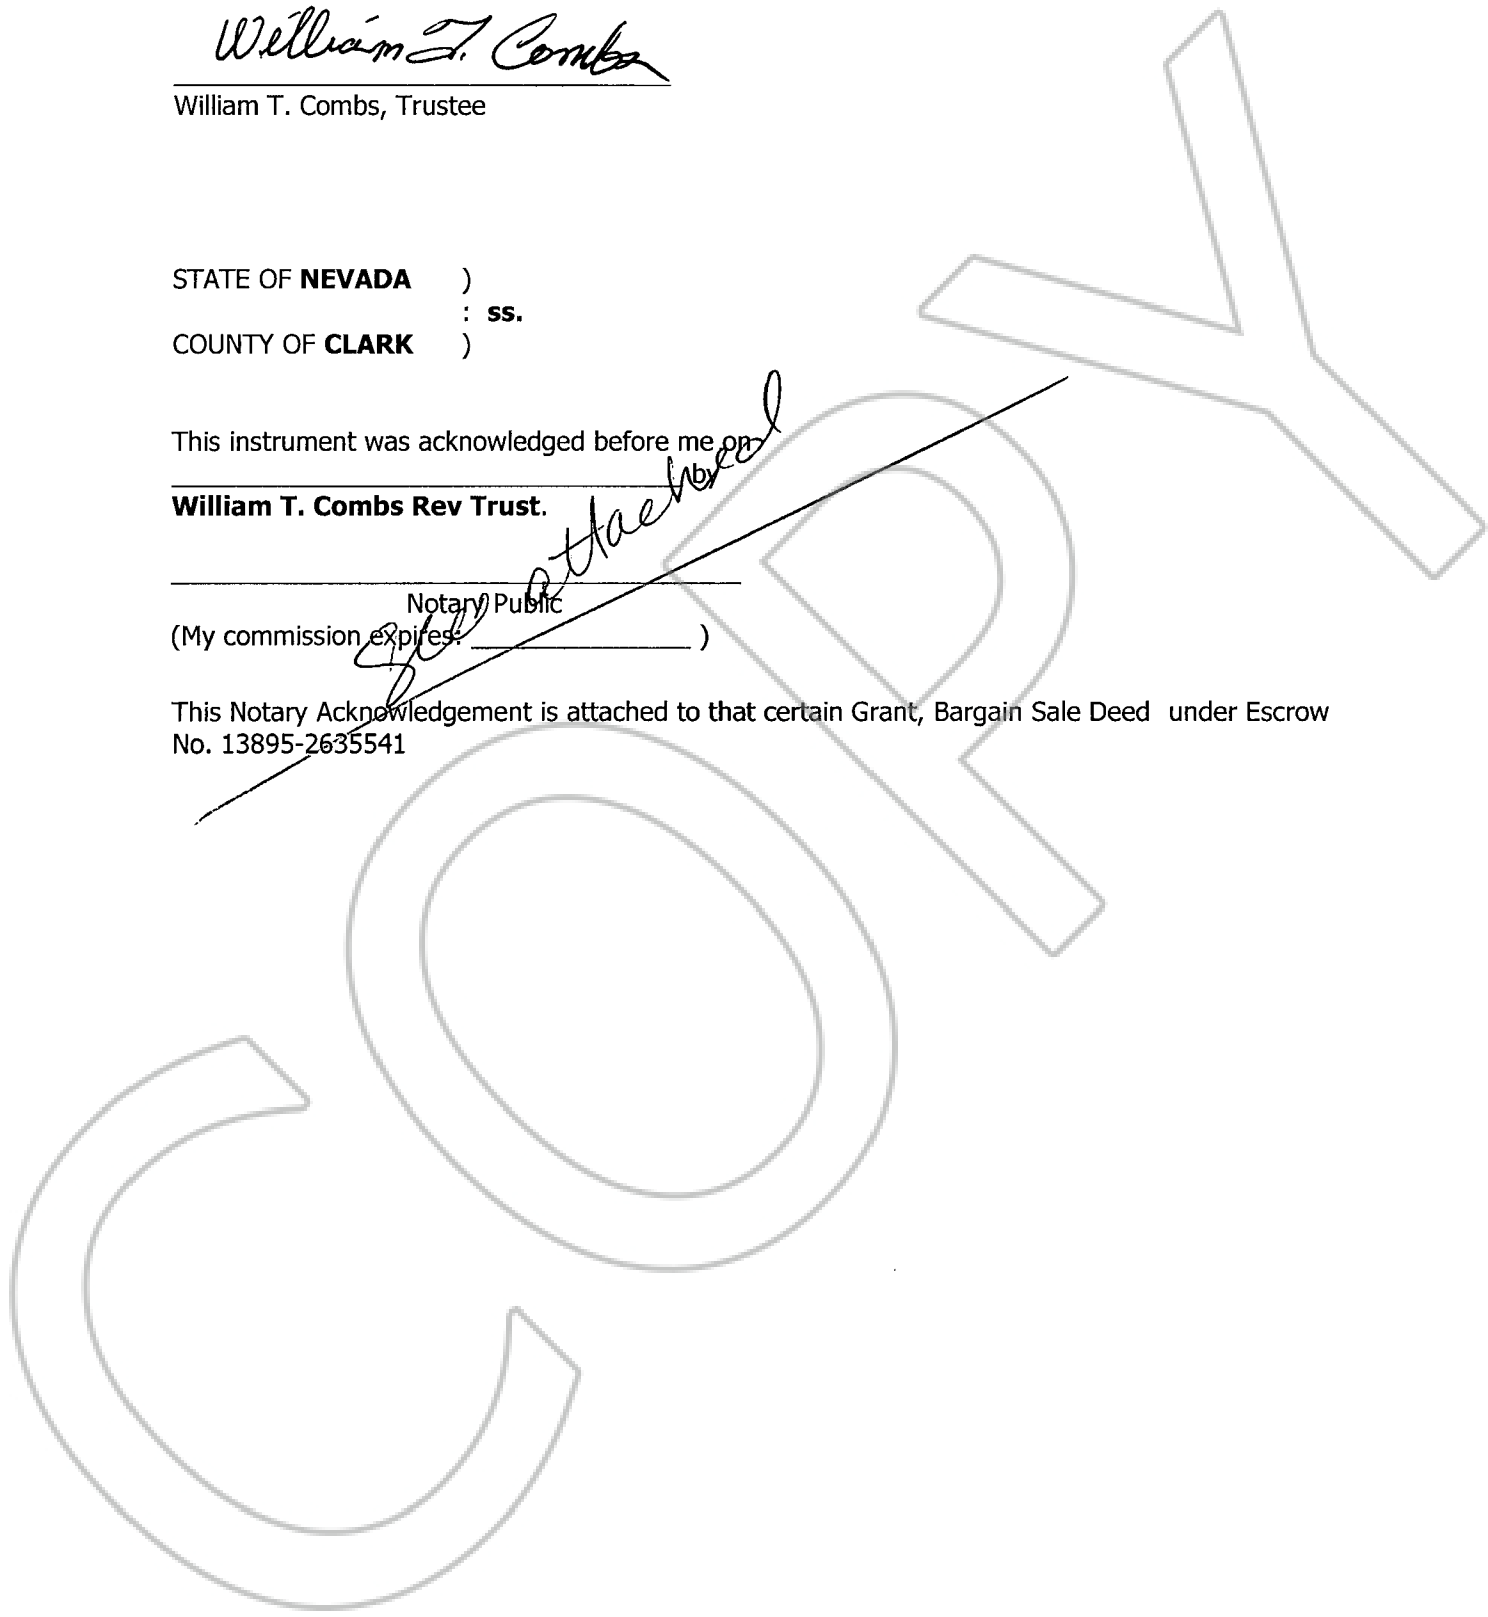 William T. Combs
William T. Combs, Trustee
STATE OF NEVADA )
: ss.
COUNTY OF CLARK )
This instrument was acknowledged before me on
by
William T. Combs Rev Trust.
See attached
Notary Public
(My commission expires: )
This Notary Acknowledgement is attached to that certain Grant, Bargain Sale Deed under Escrow
No. 13895-2635541
COPY